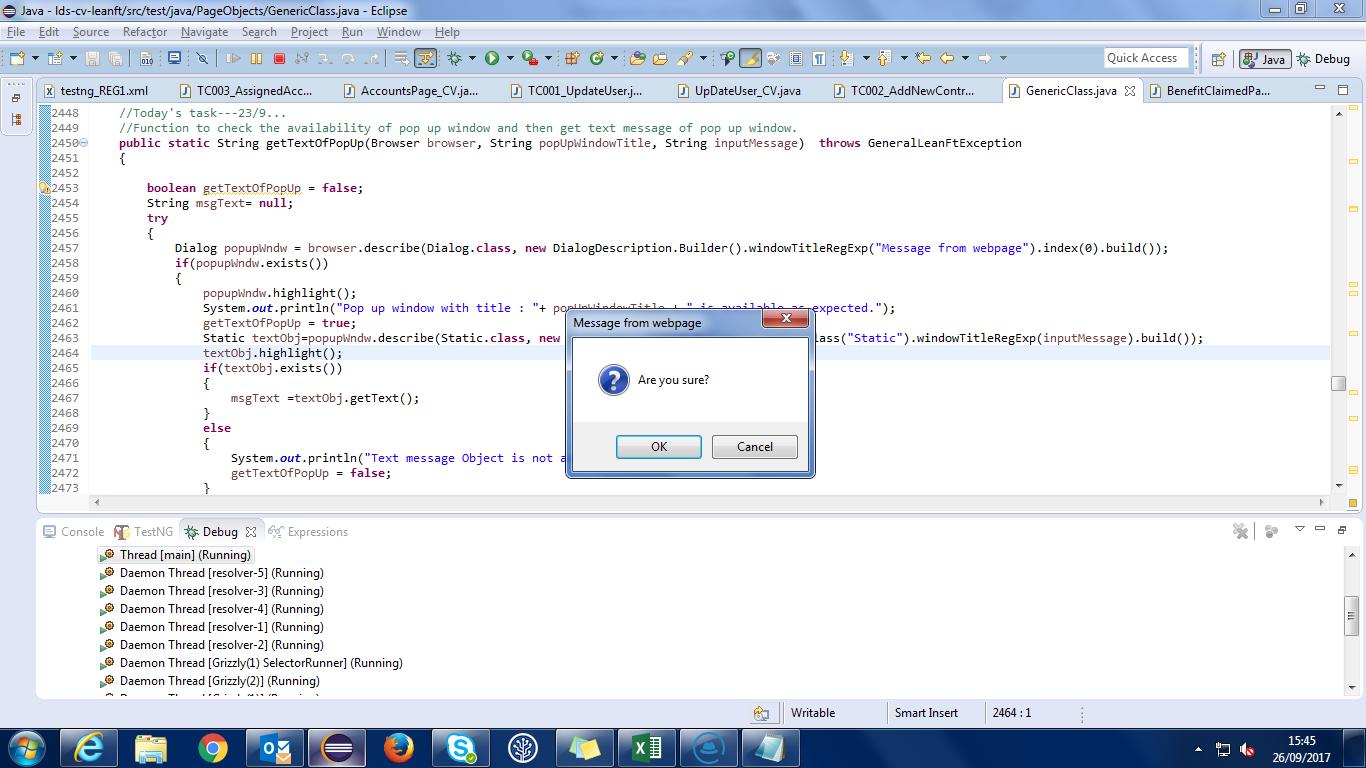 Java - lds-cv-leanft/src/test/java/PageObjects/GenericClass.java - Eclipse
File Edit Source Refactor Navigate Search Project Run Window Help
Quick Access Java Debug
testng_REG1.xml TC003_AssignedAcc... AccountsPage_CV.ja... TC001_UpdateUser.j... UpDateUser_CV.java TC002_AddNewContr... GenericClass.java BenefitClaimedPa...
2448 //Today's task---23/9...
2449 //Function to check the availability of pop up window and then get text message of pop up window.
2450 public static String getTextOfPopUp(Browser browser, String popUpWindowTitle, String inputMessage)  throws GeneralLeanFtException
2451 {
2452
2453 boolean getTextOfPopUp = false;
2454 String msgText= null;
2455 try
2456 {
2457 Dialog popupWndw = browser.describe(Dialog.class, new DialogDescription.Builder().windowTitleRegExp("Message from webpage").index(0).build());
2458 if(popupWndw.exists())
2459 {
2460 popupWndw.highlight();
2461 System.out.println("Pop up window with title : "+ popUpWindowTitle + " is available as expected.");
2462 getTextOfPopUp = true;
2463 Static textObj=popupWndw.describe(Static.class, new lass("Static").windowTitleRegExp(inputMessage).build());
2464 textObj.highlight();
2465 if(textObj.exists())
2466 {
2467 msgText =textObj.getText();
2468 }
2469 else
2470 {
2471 System.out.println("Text message Object is not a
2472 getTextOfPopUp = false;
2473 }
Message from webpage
Are you sure?
OK Cancel
Console TestNG Debug Expressions
Thread [main] (Running)
Daemon Thread [resolver-5] (Running)
Daemon Thread [resolver-3] (Running)
Daemon Thread [resolver-4] (Running)
Daemon Thread [resolver-1] (Running)
Daemon Thread [resolver-2] (Running)
Daemon Thread [Grizzly(1) SelectorRunner] (Running)
Daemon Thread [Grizzly(2)] (Running)
Writable Smart Insert 2464 : 1
15:45
26/09/2017